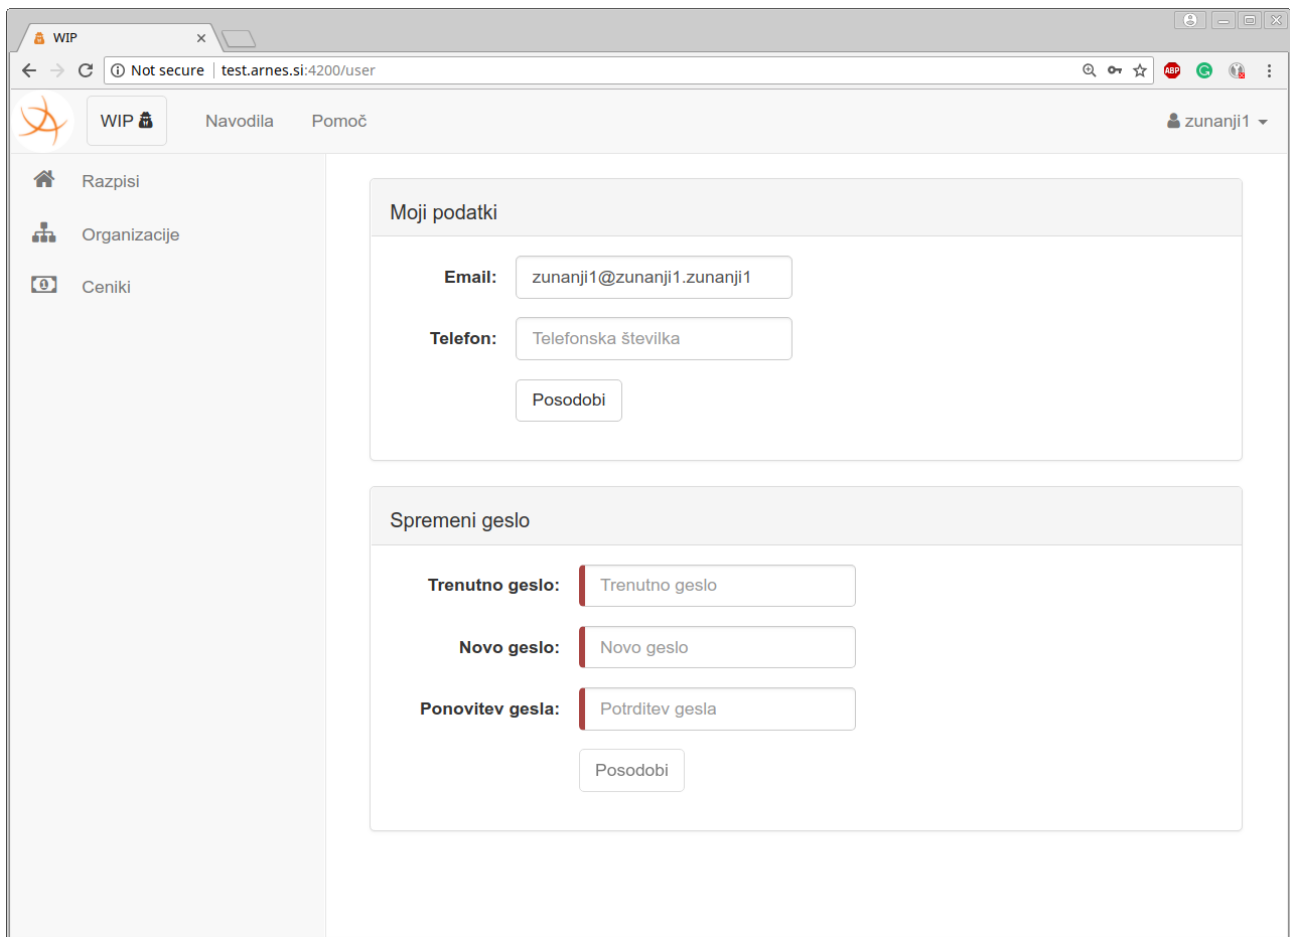 WIP
Not secure | test.arnes.si:4200/user
ABP
WIP Navodila Pomoč zunanji1
Razpisi
Organizacije
Ceniki
Moji podatki
Email: zunanji1@zunanji1.zunanji1
Telefon: Telefonska številka
Posodobi
Spremeni geslo
Trenutno geslo: Trenutno geslo
Novo geslo: Novo geslo
Ponovitev gesla: Potrditev gesla
Posodobi